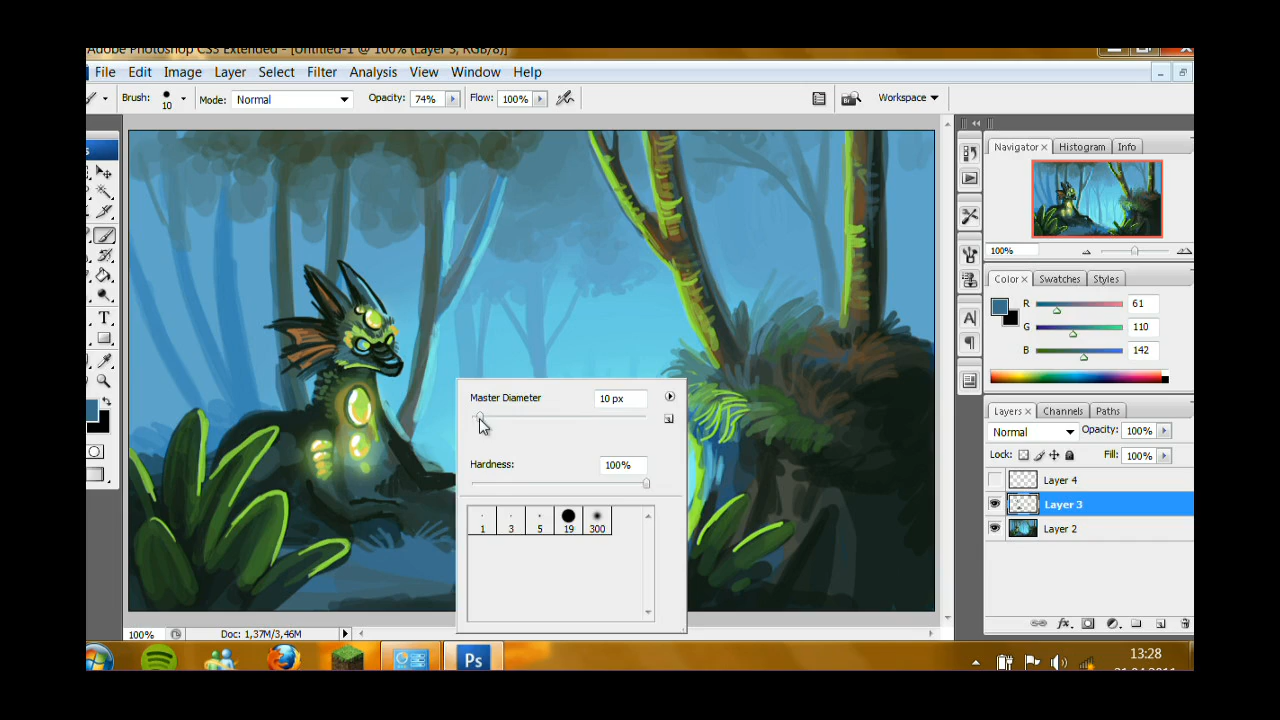 Adobe Photoshop CS3 Extended - [Untitled-1 @ 100% (Layer 3, RGB/8)]
File Edit Image Layer Select Filter Analysis View Window Help
Brush: 10 Mode: Normal Opacity: 74% Flow: 100% Workspace
Navigator Histogram Info
100%
Color Swatches Styles
R 61
G 110
B 142
Master Diameter 10 px
Hardness: 100%
1 3 5 19 300
Layers Channels Paths
Normal Opacity: 100%
Lock: Fill: 100%
Layer 4
Layer 3
Layer 2
100% Doc: 1,37M/3,46M
Ps
13:28